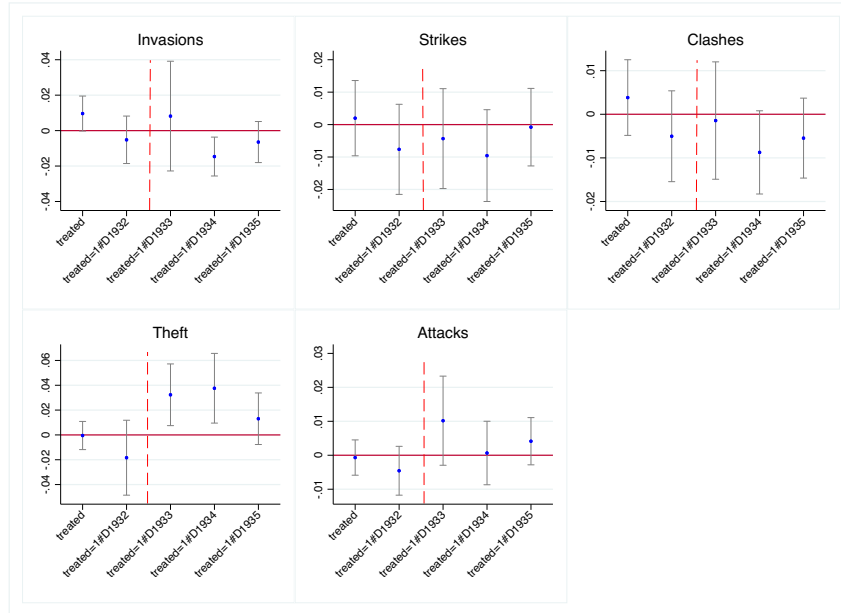 Invasions
.04
.02
0
-.02
-.04
treated
treated=1#D1932
treated=1#D1933
treated=1#D1934
treated=1#D1935
Strikes
.02
.01
0
-.01
-.02
treated
treated=1#D1932
treated=1#D1933
treated=1#D1934
treated=1#D1935
Clashes
.01
0
-.01
-.02
treated
treated=1#D1932
treated=1#D1933
treated=1#D1934
treated=1#D1935
Theft
.06
.04
.02
0
-.02
-.04
treated
treated=1#D1932
treated=1#D1933
treated=1#D1934
treated=1#D1935
Attacks
.03
.02
.01
0
-.01
treated
treated=1#D1932
treated=1#D1933
treated=1#D1934
treated=1#D1935